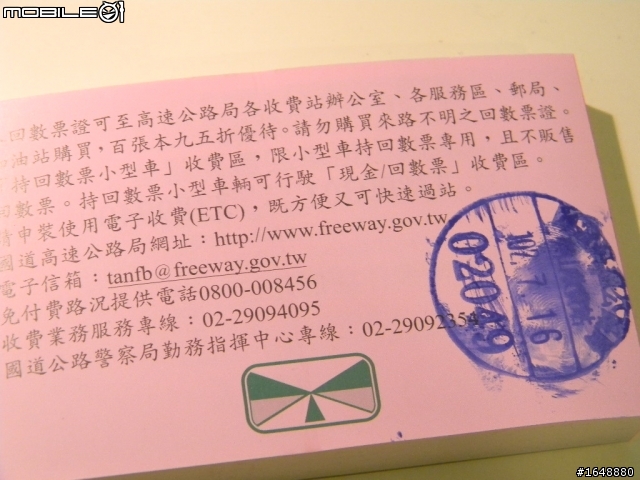 MOBILE01
回數票證可至高速公路局各收費站辦公室、各服務區、郵局、
加油站購買，百張本九五折優待。請勿購買來路不明之回數票證。
「持回數票小型車」收費區，限小型車持回數票專用，且不販售
回數票。持回數票小型車輛可行駛「現金/回數票」收費區。
請申裝使用電子收費(ETC)，既方便又可快速過站。
國道高速公路局網址：http://www.freeway.gov.tw
電子信箱：tanfb@freeway.gov.tw
免付費路況提供電話0800-008456
收費業務服務專線：02-29094095
國道公路警察局勤務指揮中心專線：02-29092354
102. 7. 16
02049
#1648880